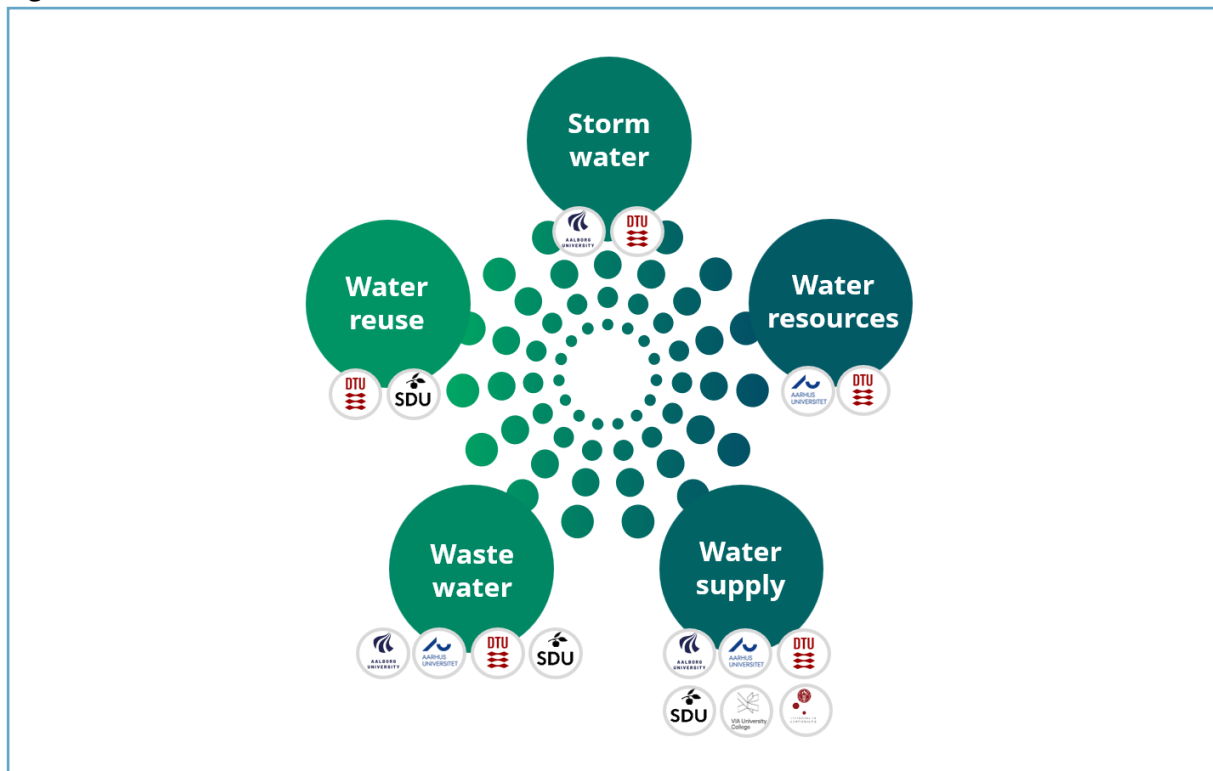 Storm
water
AALBORG
UNIVERSITY
DTU
Water
reuse
Water
resources
DTU
SDU
AARHUS
UNIVERSITET
DTU
Waste
water
Water
supply
AALBORG
UNIVERSITY
AARHUS
UNIVERSITET
DTU
SDU
AALBORG
UNIVERSITY
AARHUS
UNIVERSITET
DTU
SDU
VIA University
College